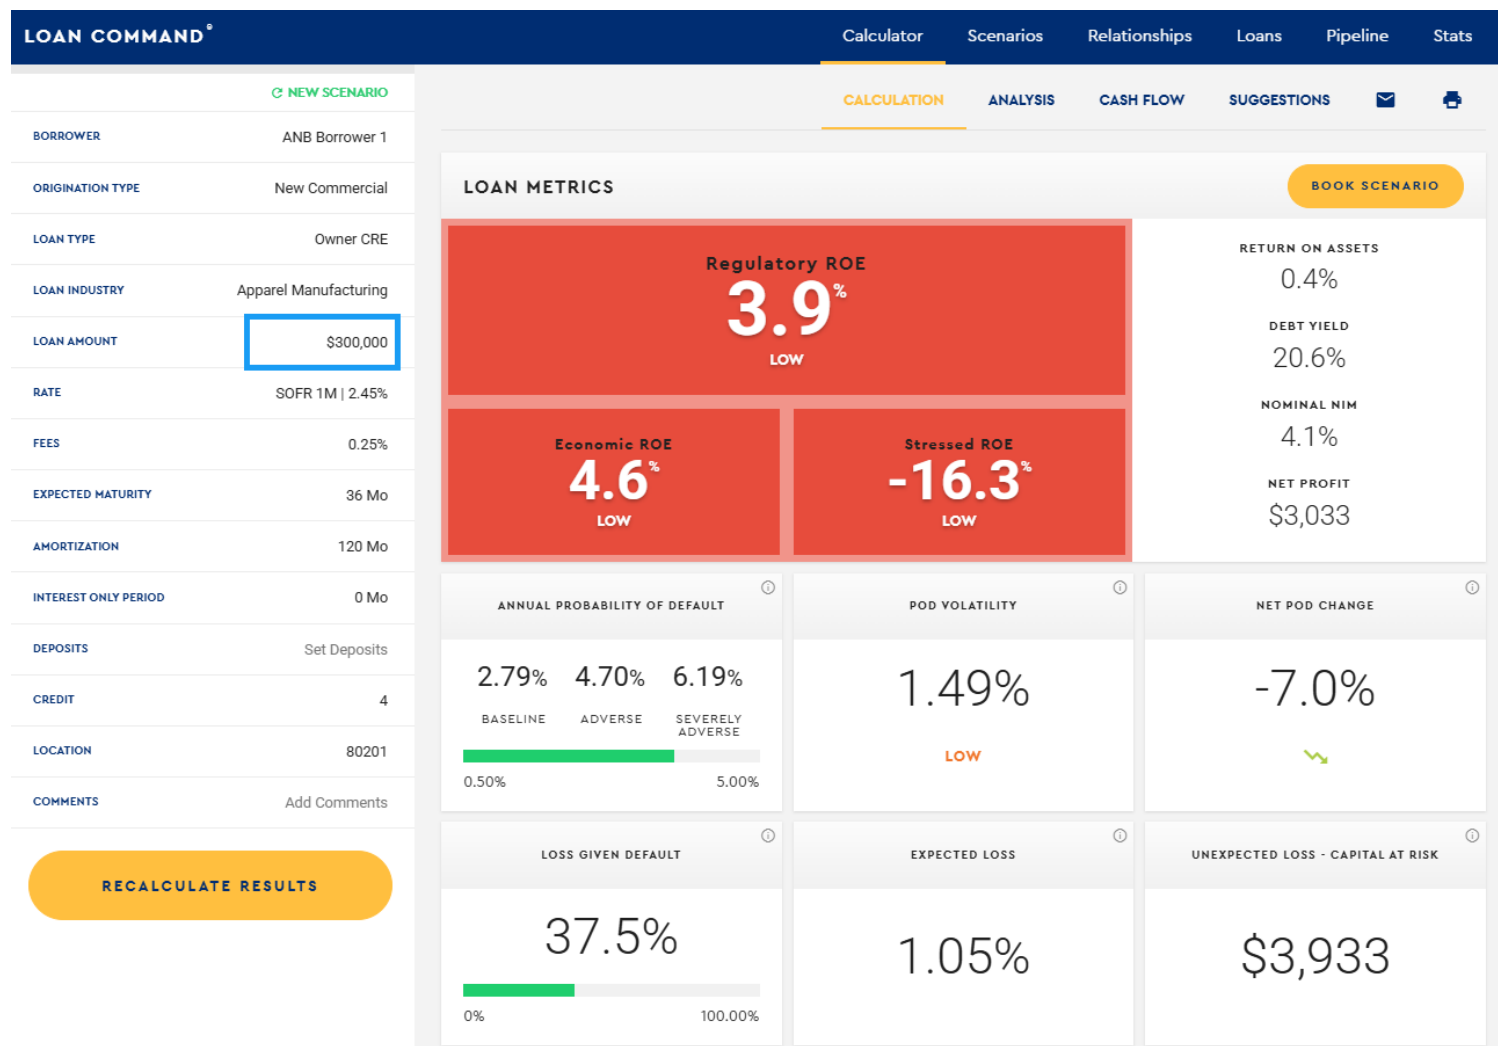 LOAN COMMAND®
Calculator Scenarios Relationships Loans Pipeline Stats
NEW SCENARIO
BORROWER ANB Borrower 1
ORIGINATION TYPE New Commercial
LOAN TYPE Owner CRE
LOAN INDUSTRY Apparel Manufacturing
LOAN AMOUNT $300,000
RATE SOFR 1M | 2.45%
FEES 0.25%
EXPECTED MATURITY 36 Mo
AMORTIZATION 120 Mo
INTEREST ONLY PERIOD 0 Mo
DEPOSITS Set Deposits
CREDIT 4
LOCATION 80201
COMMENTS Add Comments
RECALCULATE RESULTS
CALCULATION ANALYSIS CASH FLOW SUGGESTIONS
LOAN METRICS
BOOK SCENARIO
Regulatory ROE
3.9%
LOW
Economic ROE
4.6%
LOW
Stressed ROE
-16.3%
LOW
RETURN ON ASSETS
0.4%
DEBT YIELD
20.6%
NOMINAL NIM
4.1%
NET PROFIT
$3,033
ANNUAL PROBABILITY OF DEFAULT
2.79% 4.70% 6.19%
BASELINE ADVERSE SEVERELY
ADVERSE
0.50% 5.00%
POD VOLATILITY
1.49%
LOW
NET POD CHANGE
-7.0%
LOSS GIVEN DEFAULT
37.5%
0% 100.00%
EXPECTED LOSS
1.05%
UNEXPECTED LOSS - CAPITAL AT RISK
$3,933